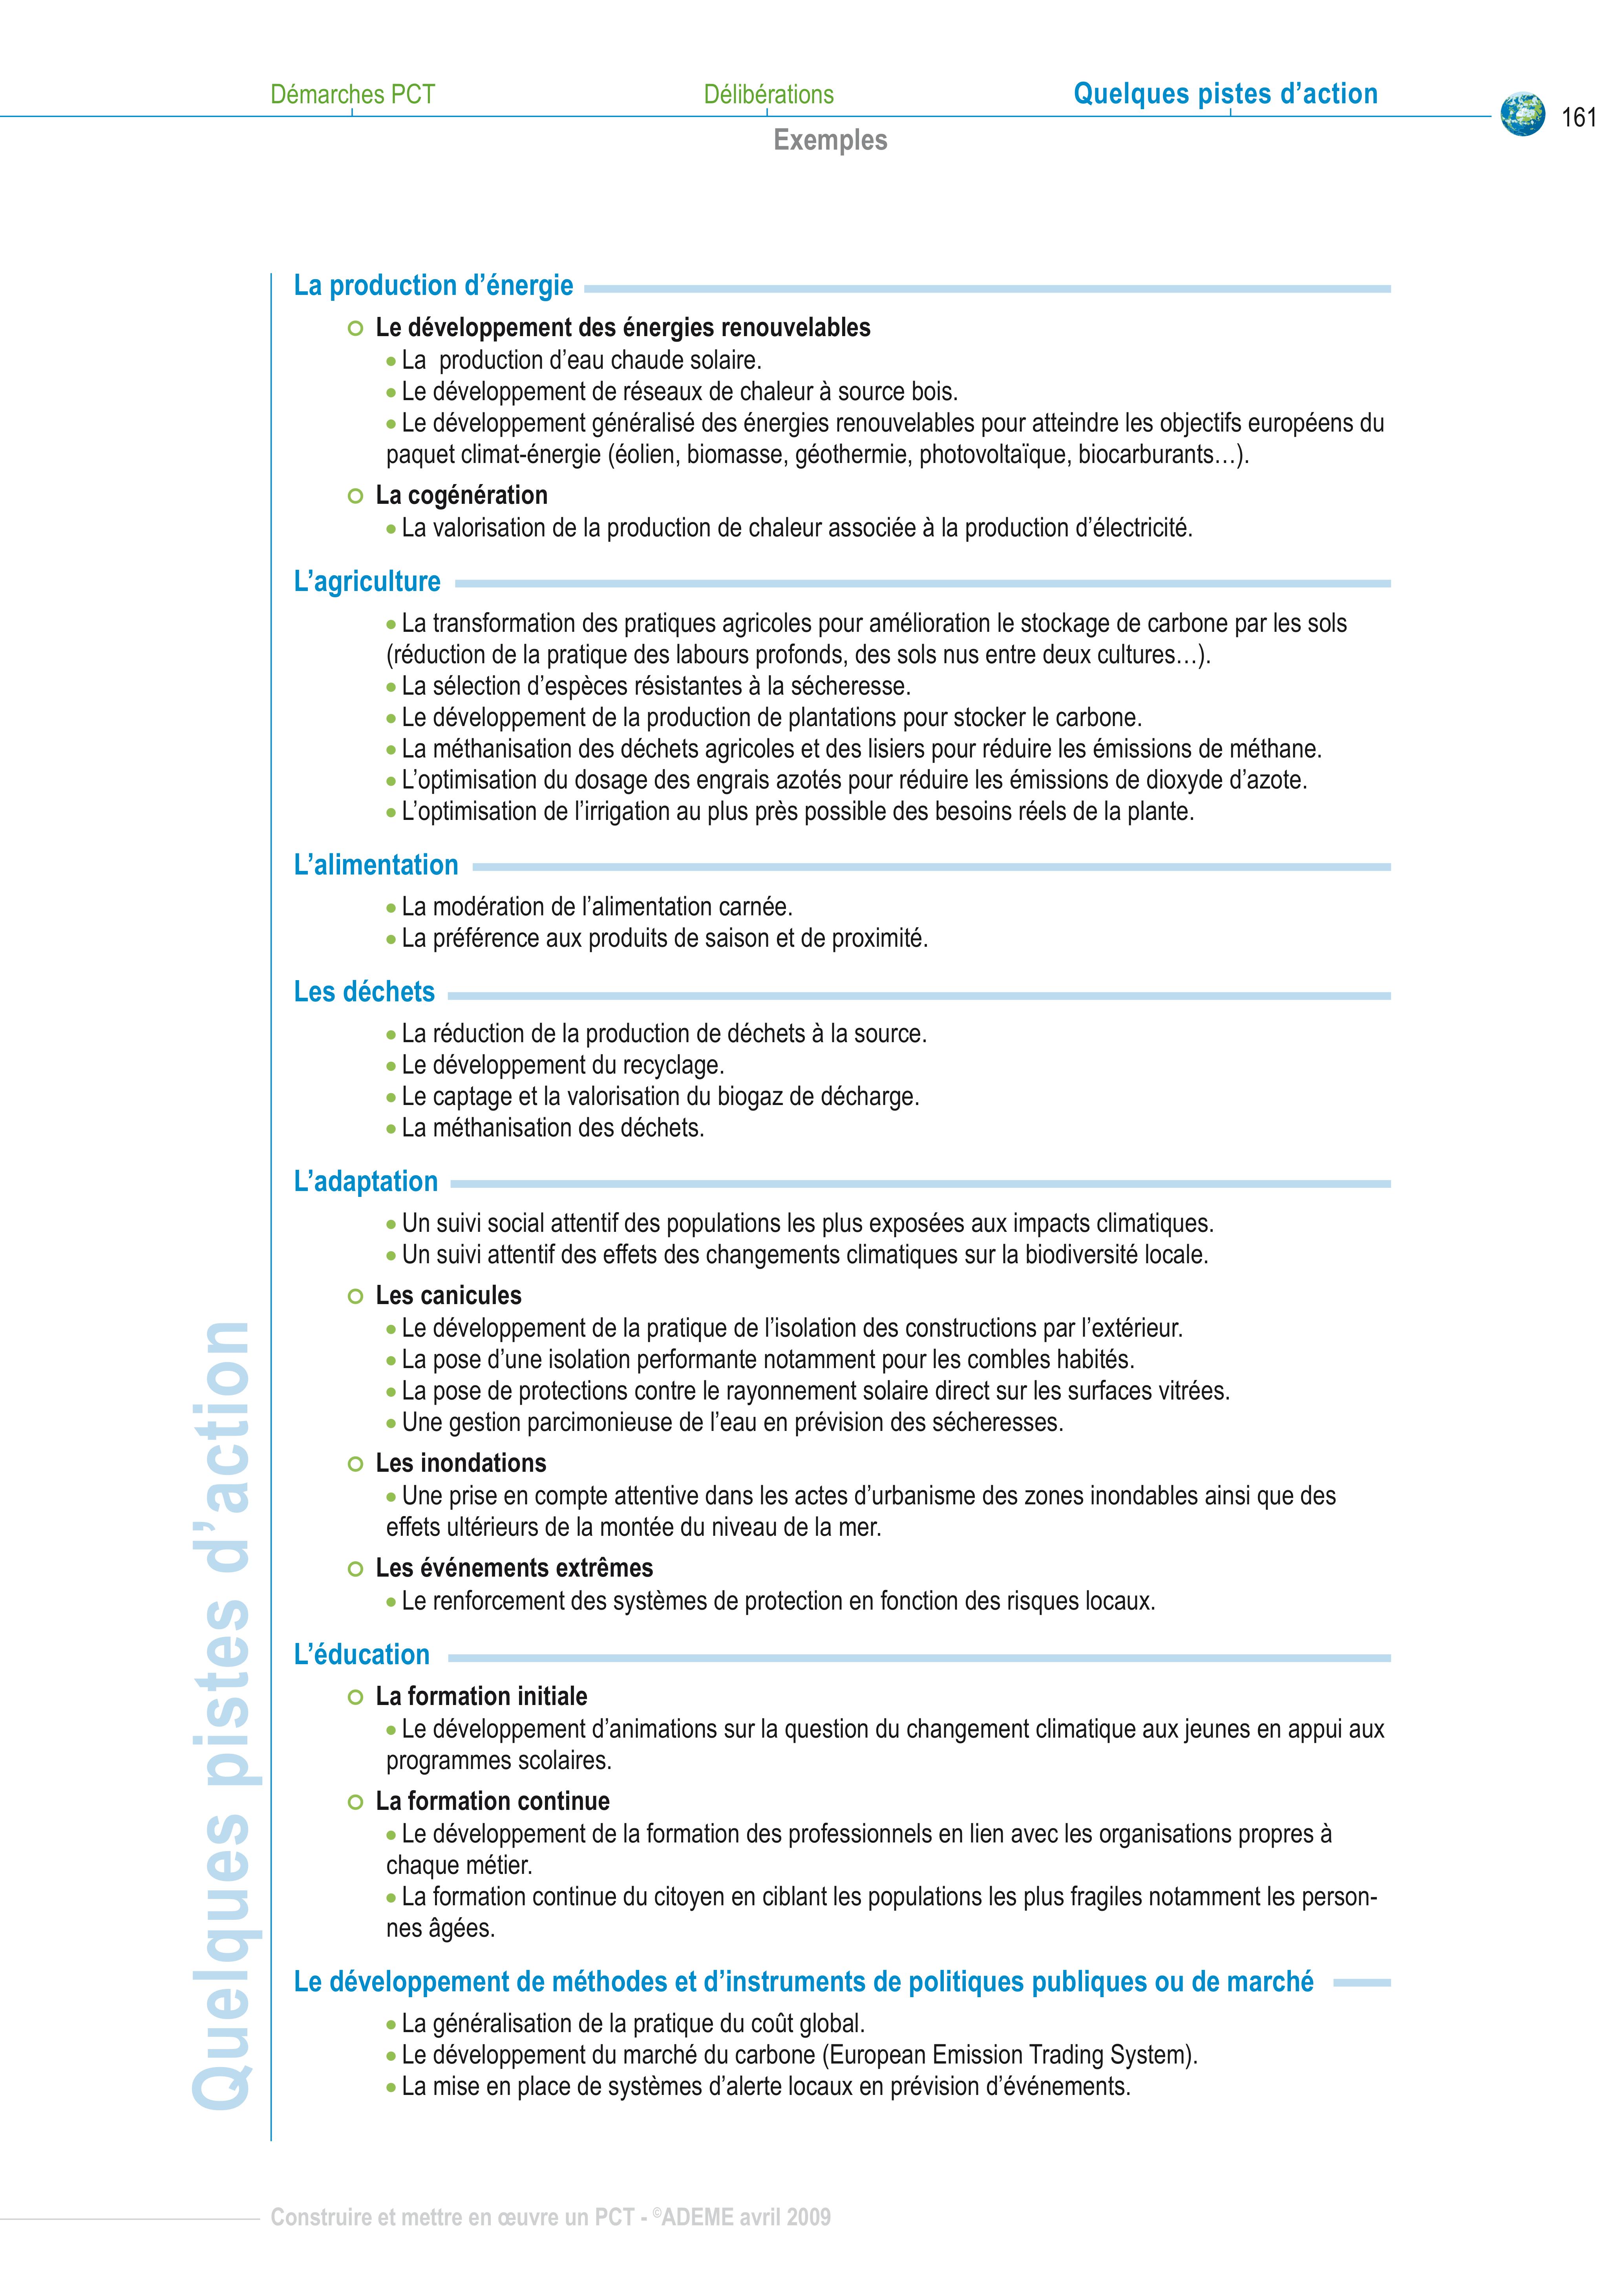 Démarches PCT
Délibérations
Quelques pistes d’action
161
Exemples
La production d’énergie
Le développement des énergies renouvelables
La production d’eau chaude solaire.
Le développement de réseaux de chaleur à source bois.
Le développement généralisé des énergies renouvelables pour atteindre les objectifs européens du
paquet climat-énergie (éolien, biomasse, géothermie, photovoltaïque, biocarburants…).
La cogénération
La valorisation de la production de chaleur associée à la production d’électricité.
L’agriculture
La transformation des pratiques agricoles pour amélioration le stockage de carbone par les sols
(réduction de la pratique des labours profonds, des sols nus entre deux cultures…).
La sélection d’espèces résistantes à la sécheresse.
Le développement de la production de plantations pour stocker le carbone.
La méthanisation des déchets agricoles et des lisiers pour réduire les émissions de méthane.
L’optimisation du dosage des engrais azotés pour réduire les émissions de dioxyde d’azote.
L’optimisation de l’irrigation au plus près possible des besoins réels de la plante.
L’alimentation
La modération de l’alimentation carnée.
La préférence aux produits de saison et de proximité.
Les déchets
La réduction de la production de déchets à la source.
Le développement du recyclage.
Le captage et la valorisation du biogaz de décharge.
La méthanisation des déchets.
L’adaptation
Un suivi social attentif des populations les plus exposées aux impacts climatiques.
Un suivi attentif des effets des changements climatiques sur la biodiversité locale.
Les canicules
Le développement de la pratique de l’isolation des constructions par l’extérieur.
La pose d’une isolation performante notamment pour les combles habités.
La pose de protections contre le rayonnement solaire direct sur les surfaces vitrées.
Une gestion parcimonieuse de l’eau en prévision des sécheresses.
Les inondations
Une prise en compte attentive dans les actes d’urbanisme des zones inondables ainsi que des
effets ultérieurs de la montée du niveau de la mer.
Les événements extrêmes
Le renforcement des systèmes de protection en fonction des risques locaux.
L’éducation
La formation initiale
Le développement d’animations sur la question du changement climatique aux jeunes en appui aux
programmes scolaires.
La formation continue
Le développement de la formation des professionnels en lien avec les organisations propres à
chaque métier.
La formation continue du citoyen en ciblant les populations les plus fragiles notamment les person-
nes âgées.
Le développement de méthodes et d’instruments de politiques publiques ou de marché
La généralisation de la pratique du coût global.
Le développement du marché du carbone (European Emission Trading System).
La mise en place de systèmes d’alerte locaux en prévision d’événements.
Quelques pistes d’action
Construire et mettre en œuvre un PCT - ©ADEME avril 2009